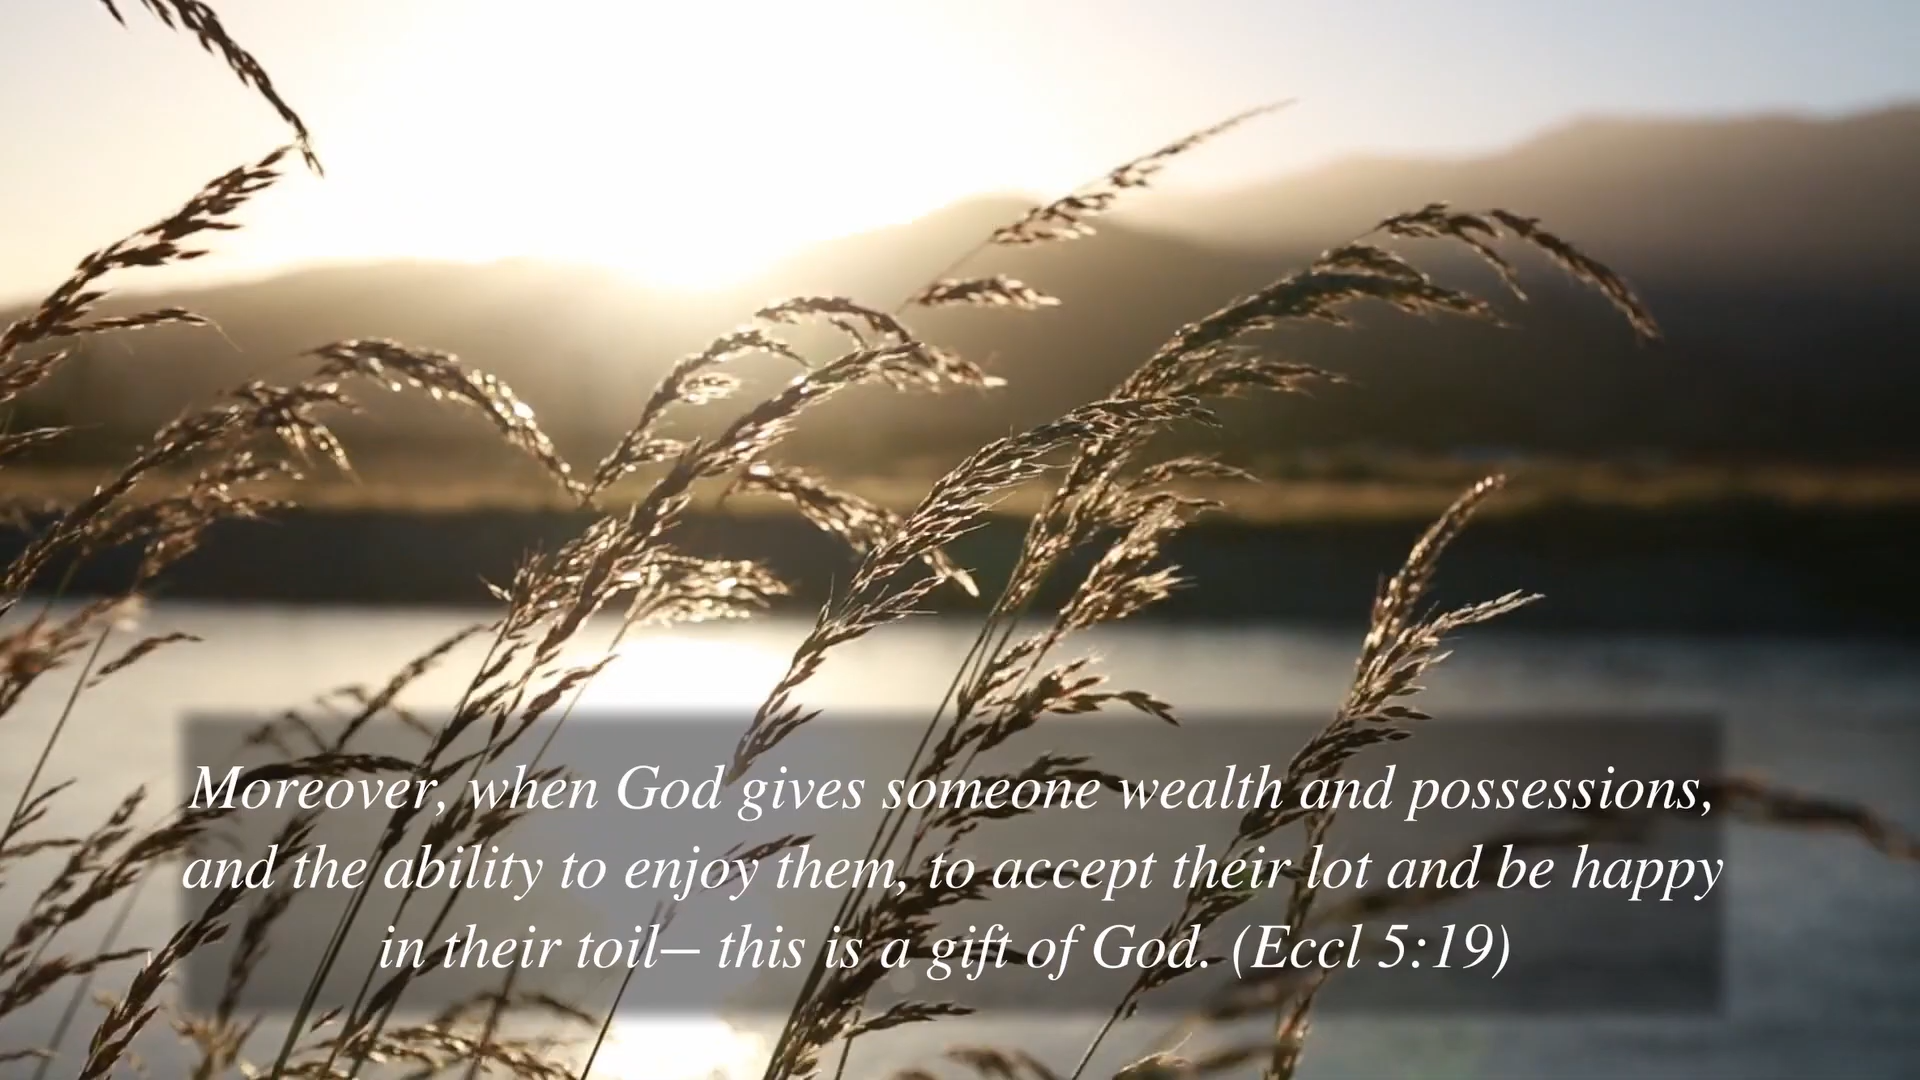 Moreover, when God gives someone wealth and possessions,
and the ability to enjoy them, to accept their lot and be happy
in their toil— this is a gift of God. (Eccl 5:19)